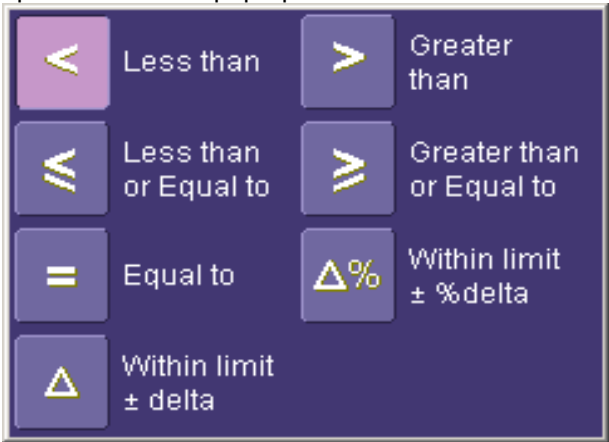 < Less than
> Greater
than
≤ Less than
or Equal to
≥ Greater than
or Equal to
= Equal to
Δ% Within limit
± %delta
Δ Within limit
± delta